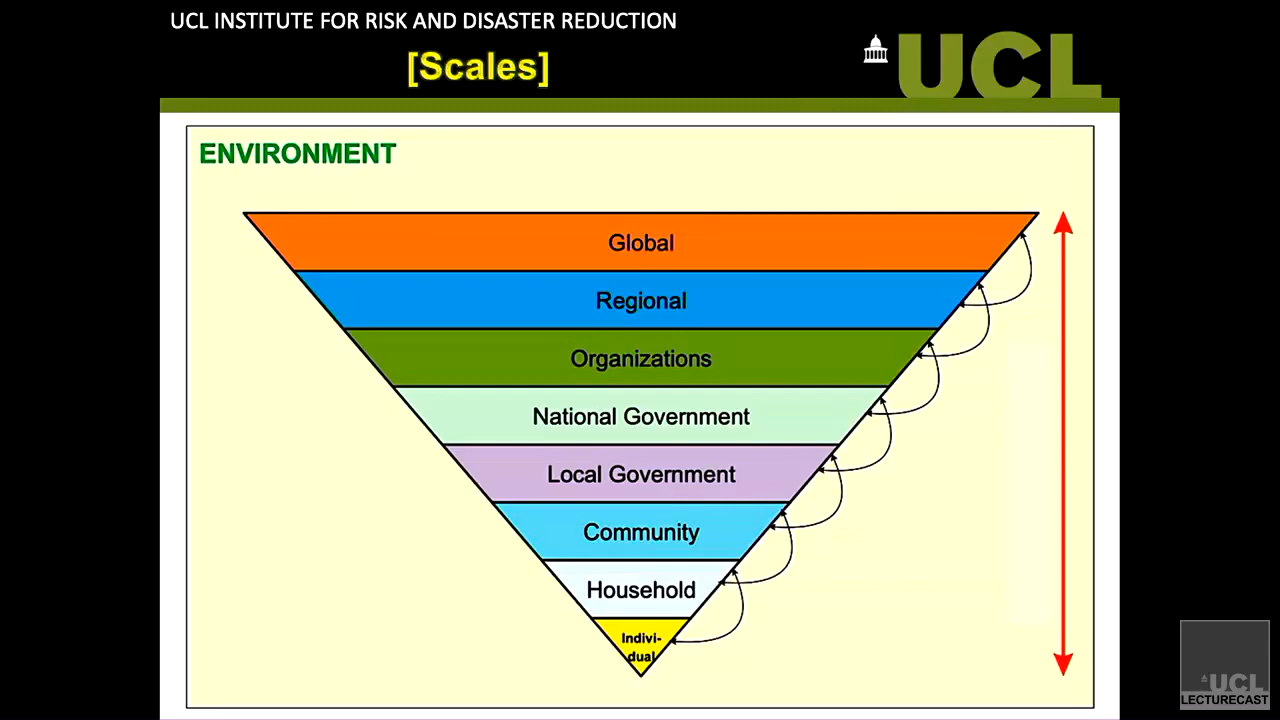 UCL INSTITUTE FOR RISK AND DISASTER REDUCTION
[Scales]
UCL
ENVIRONMENT
Global
Regional
Organizations
National Government
Local Government
Community
Household
Indivi-
dual
UCL
LECTURECAST